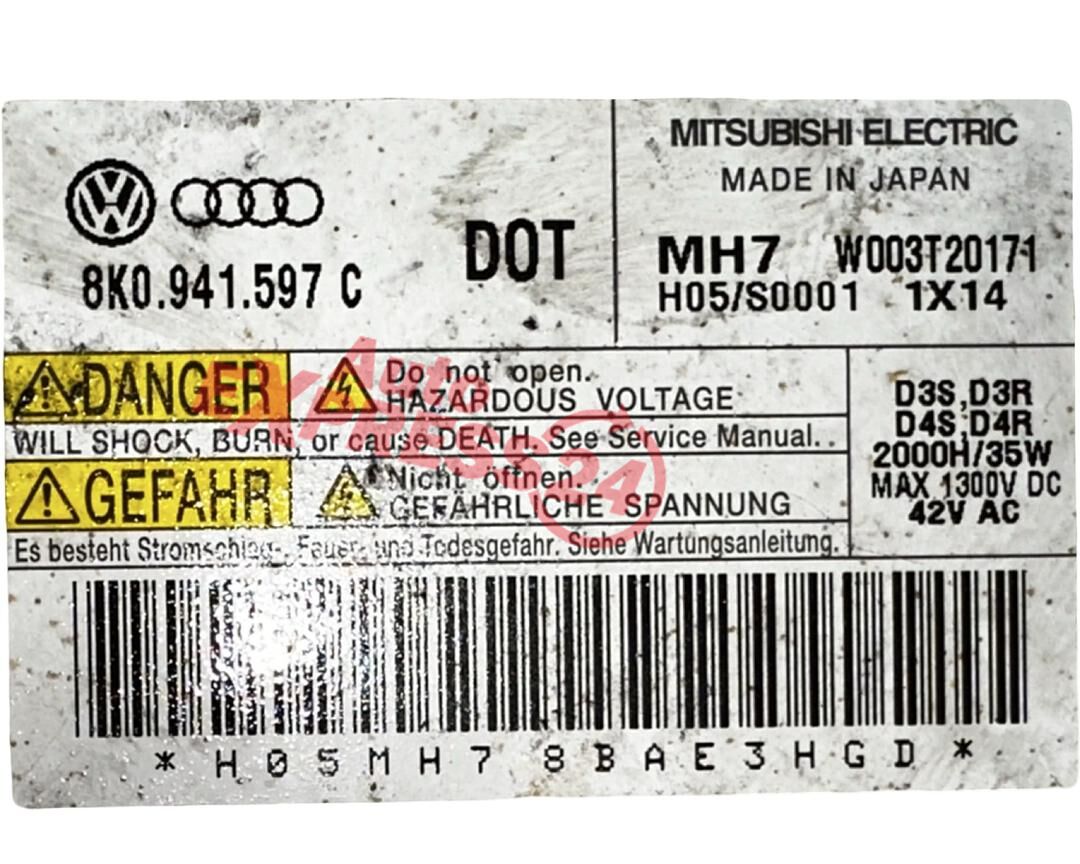 MITSUBISHI ELECTRIC
MADE IN JAPAN
8K0.941.597 C
DOT
MH7 W003T20171
H05/S0001 1X14
DANGER
Do not open.
HAZARDOUS VOLTAGE
WILL SHOCK, BURN, or cause DEATH. See Service Manual.
GEFAHR
Nicht öffnen.
GEFÄHRLICHE SPANNUNG
Es besteht Stromschlag-, Feuer- und Todesgefahr. Siehe Wartungsanleitung.
D3S,D3R
D4S,D4R
2000H/35W
MAX 1300V DC
42V AC
*H05MH7 8BAE3HGD*
Auto
EXPRESS24